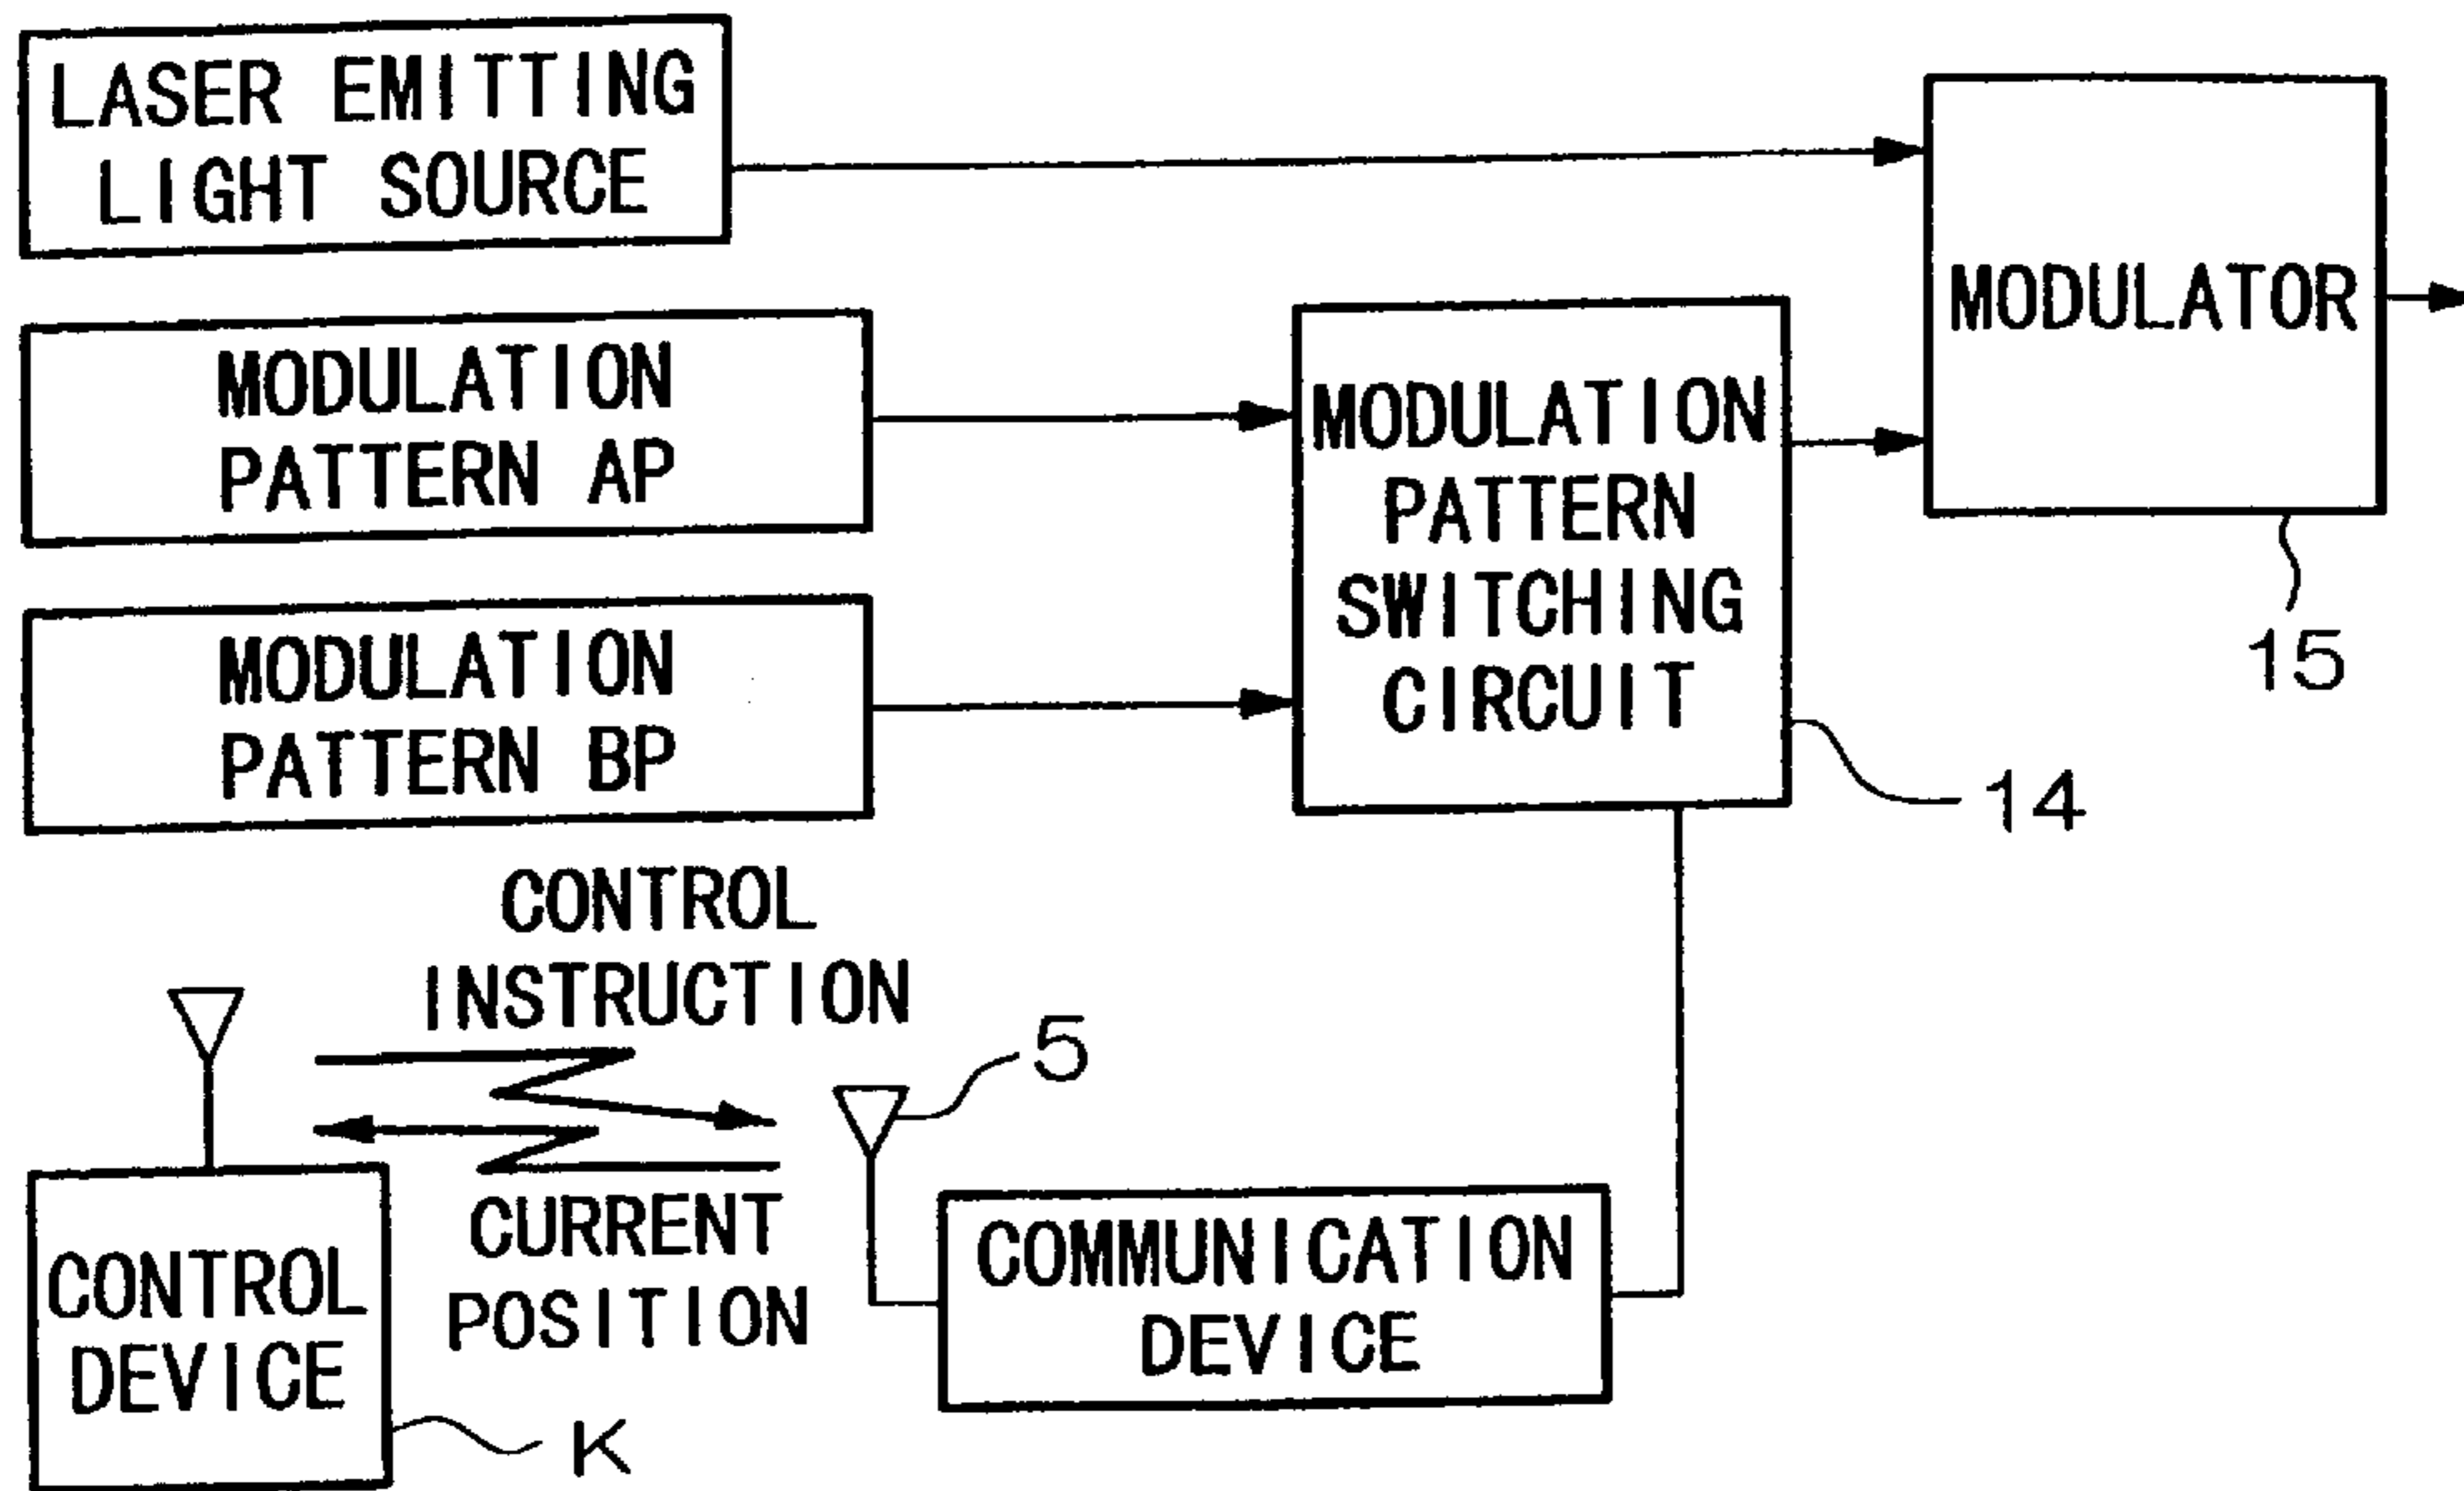 LASER EMITTING
LIGHT SOURCE
MODULATOR
15
MODULATION
PATTERN AP
MODULATION
PATTERN BP
MODULATION
PATTERN
SWITCHING
CIRCUIT
14
CONTROL
INSTRUCTION
5
CURRENT
POSITION
CONTROL
DEVICE
K
COMMUNICATION
DEVICE